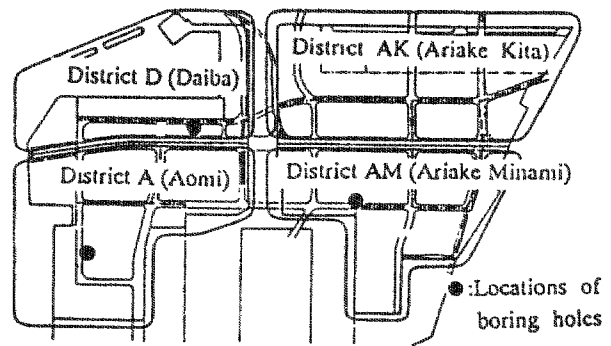 District AK (Ariake Kita)
District D (Daiba)
District A (Aomi)
District AM (Ariake Minami)
:Locations of
boring holes